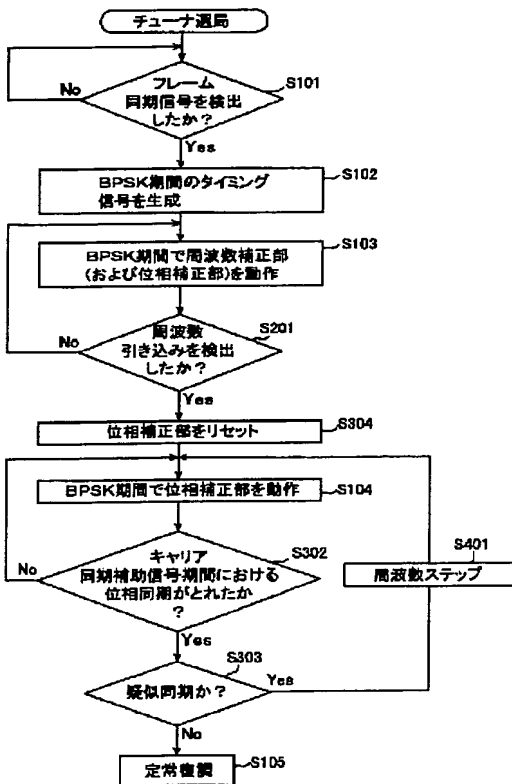 チューナ選局
フレーム
同期信号を検出
したか?
S101
No
Yes
BPSK期間のタイミング
信号を生成
S102
BPSK期間で周波数補正部
(および位相補正部)を動作
S103
周波数
引き込みを検出
したか?
S201
No
Yes
位相補正部をリセット
S304
BPSK期間で位相補正部を動作
S104
キャリア
同期補助信号期間における
位相同期がとれたか
?
S302
No
Yes
S401
周波数ステップ
疑似同期か?
S303
Yes
No
定常復調
S105